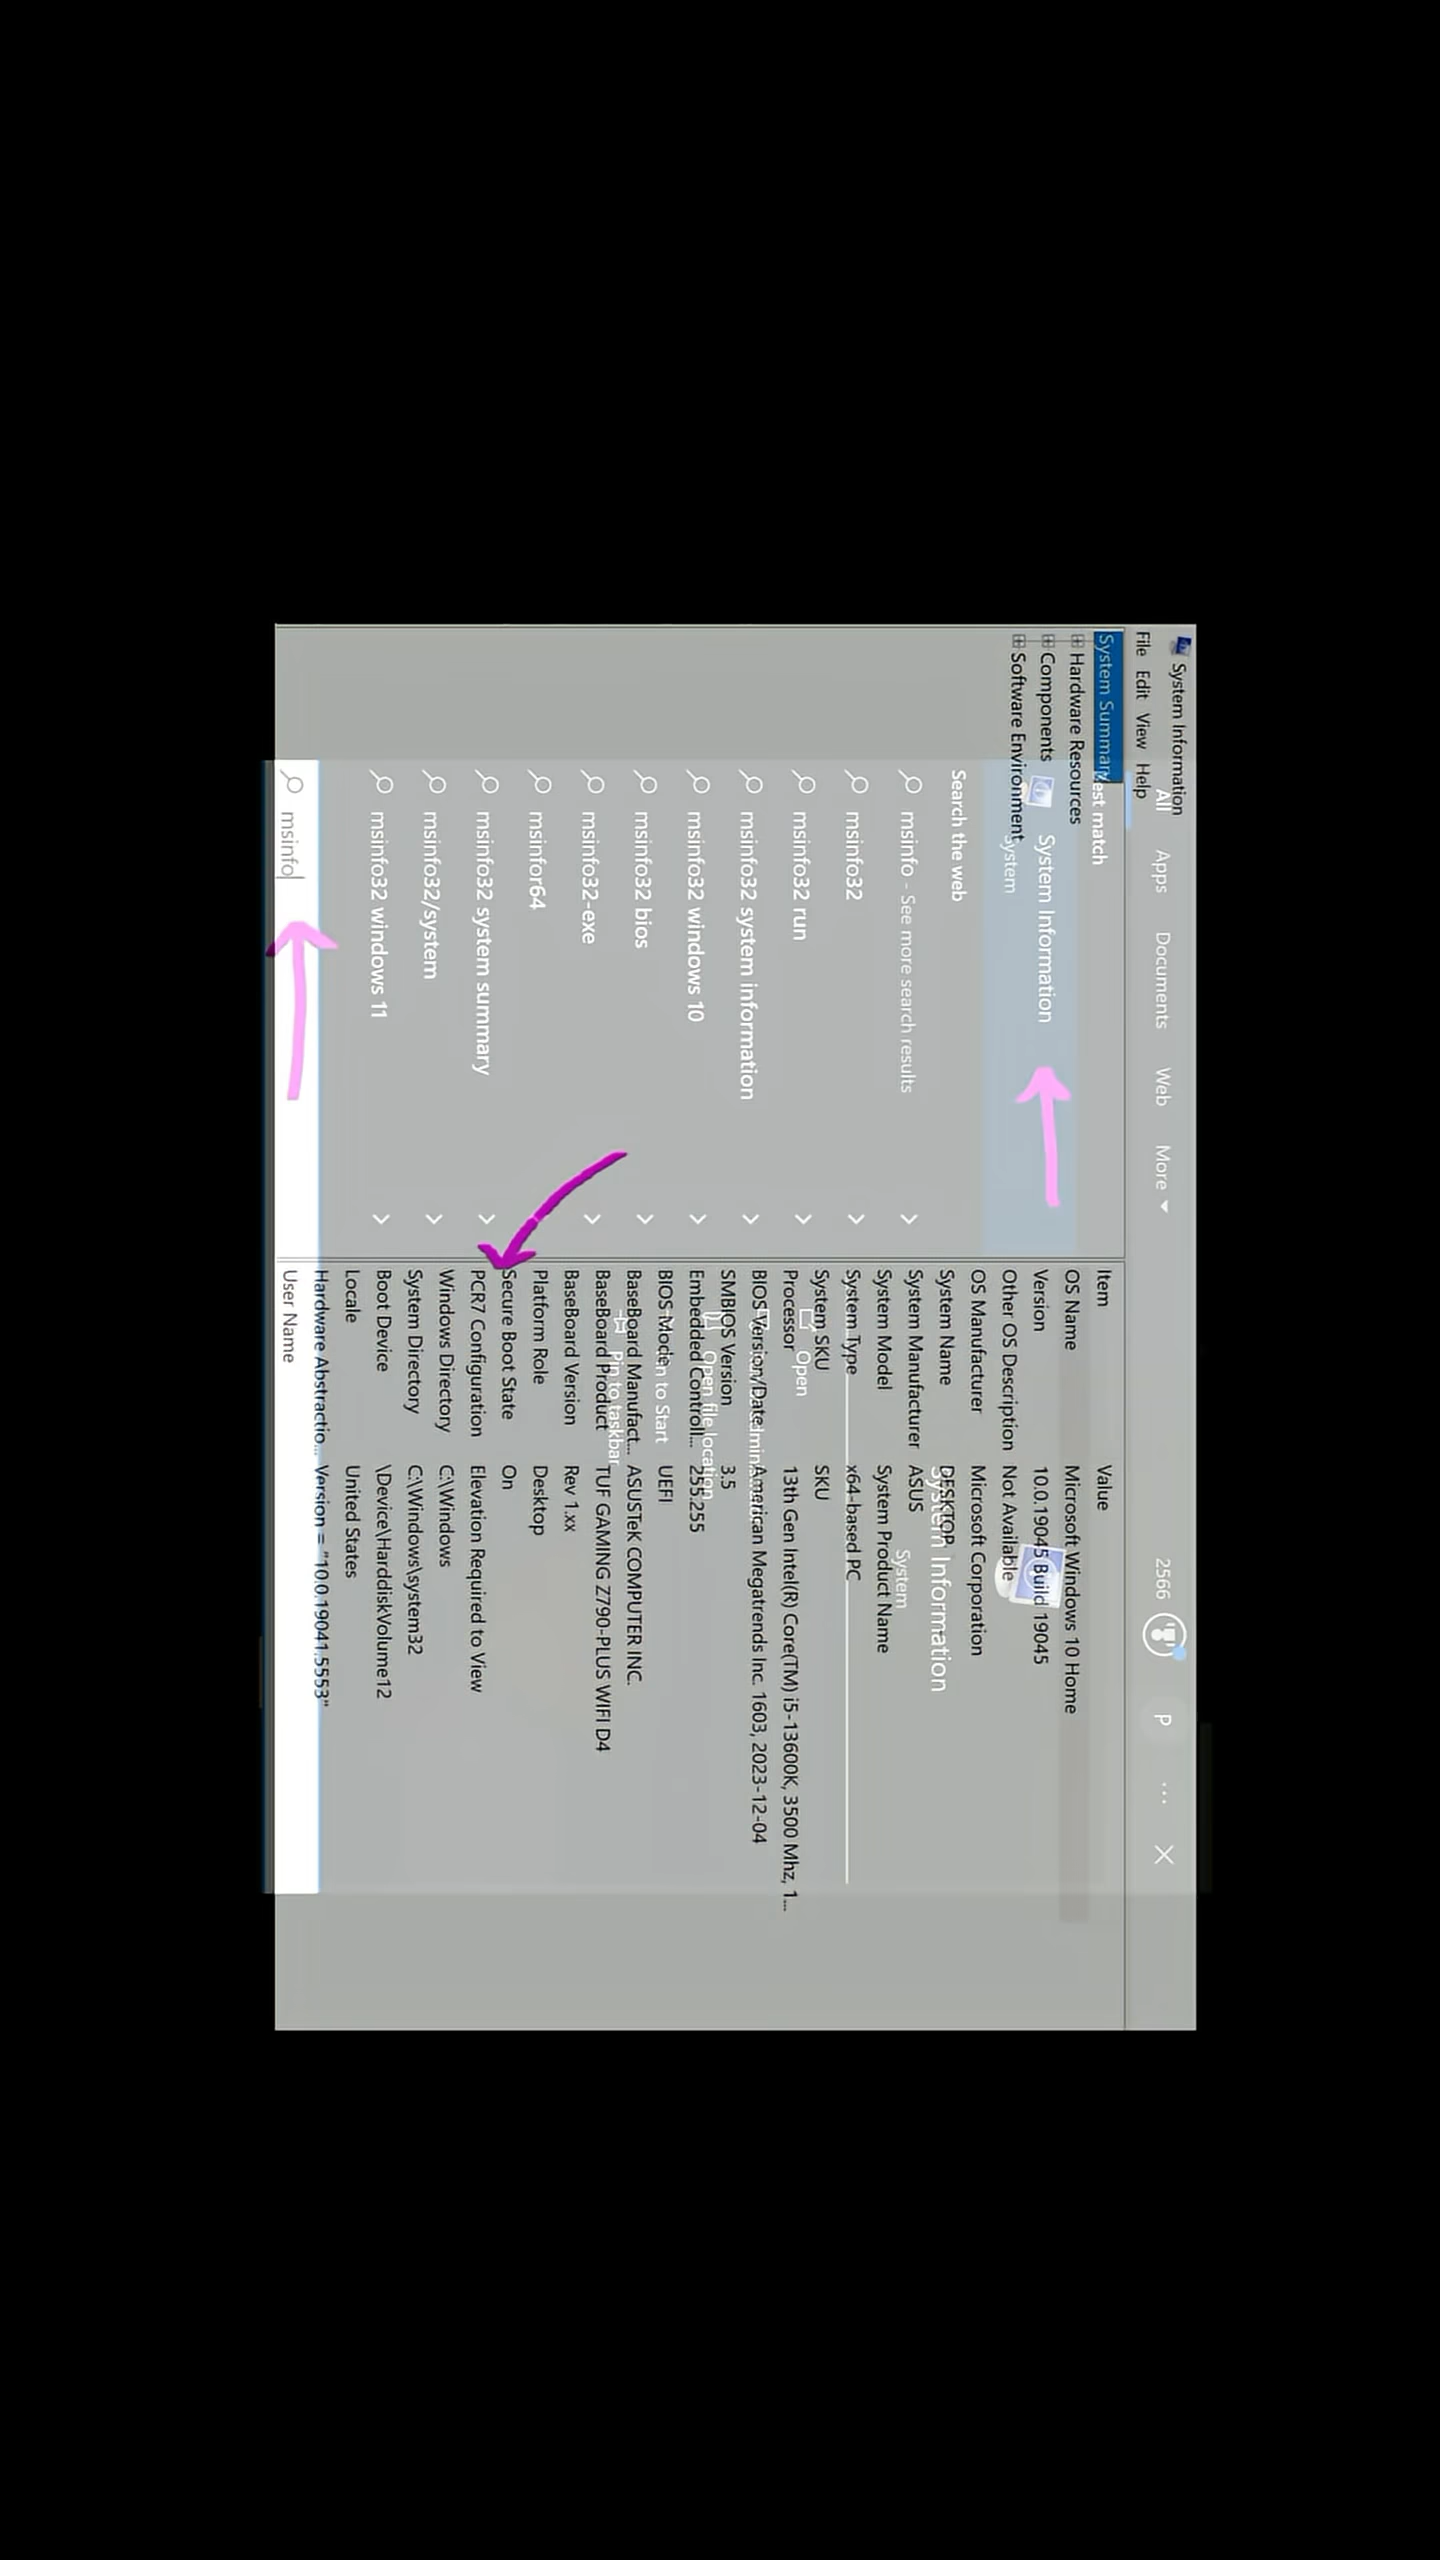 System Information
File Edit View Help
System Summary
Hardware Resources
Components
Software Environment
All Apps Documents Web More 2566 P ... X
est match
System Information
System
Search the web
msinfo - See more search results
msinfo32
msinfo32 run
msinfo32 system information
msinfo32 windows 10
msinfo32 bios
msinfo32-exe
msinfor64
msinfo32 system summary
msinfo32/system
msinfo32 windows 11
msinfo
System Information
System
Open
Open file location
n to Start
Pin to taskbar
Item Value
OS Name Microsoft Windows 10 Home
Version 10.0.19045 Build 19045
Other OS Description Not Available
OS Manufacturer Microsoft Corporation
System Name DESKTOP
System Manufacturer ASUS
System Model System Product Name
System Type x64-based PC
System SKU SKU
Processor 13th Gen Intel(R) Core(TM) i5-13600K, 3500 Mhz, 1...
BIOS Version/Date American Megatrends Inc. 1603, 2023-12-04
SMBIOS Version 3.5
Embedded Controll... 255.255
BIOS Mode UEFI
BaseBoard Manufact... ASUSTeK COMPUTER INC.
BaseBoard Product TUF GAMING Z790-PLUS WIFI D4
BaseBoard Version Rev 1.xx
Platform Role Desktop
Secure Boot State On
PCR7 Configuration Elevation Required to View
Windows Directory C:\Windows
System Directory C:\Windows\system32
Boot Device \Device\HarddiskVolume12
Locale United States
Hardware Abstractio... Version = "10.0.19041.5553"
User Name